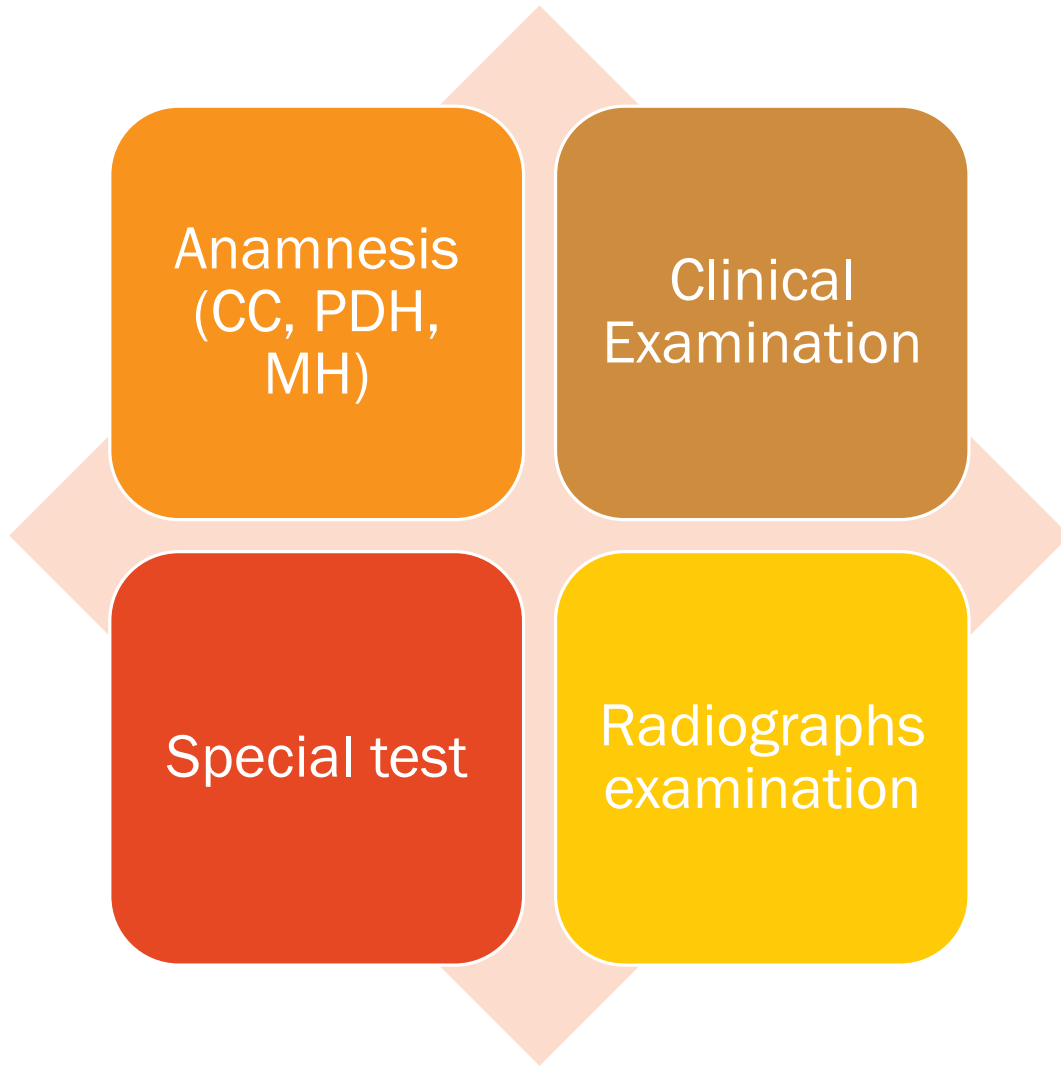 Anamnesis
(CC, PDH,
MH)
Clinical
Examination
Special test
Radiographs
examination